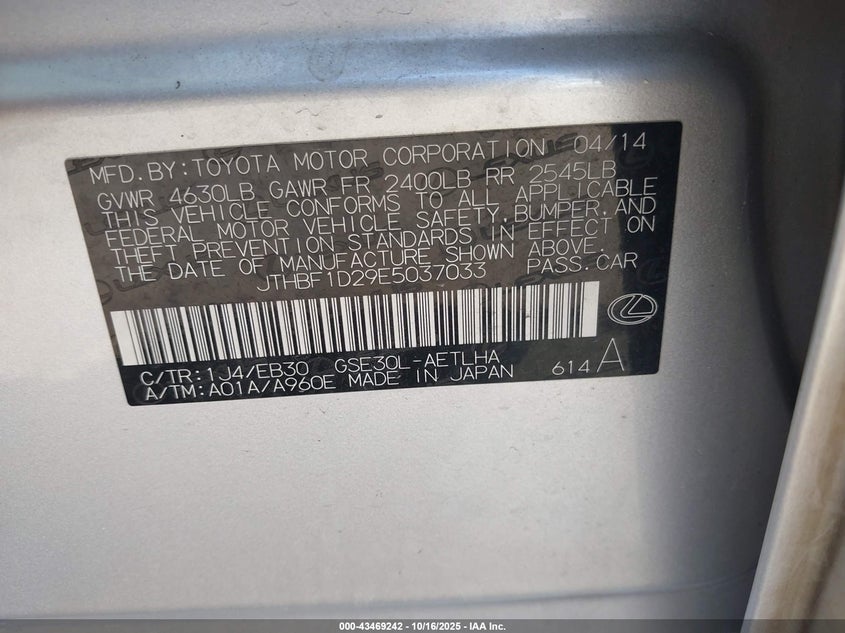 MFD.BY:TOYOTA MOTOR CORPORATION 04/14
GVWR 4630LB GAWR FR 2400LB RR 2545LB
THIS VEHICLE CONFORMS TO ALL APPLICABLE
FEDERAL MOTOR VEHICLE SAFETY,BUMPER,AND
THEFT PREVENTION STANDARDS IN EFFECT ON
THE DATE OF MANUFACTURE SHOWN ABOVE.
JTHBF1D29E5037033 PASS.CAR
C/TR:1J4/EB30 GSE30L-AETLHA
A/TM:A01A/A960E MADE IN JAPAN 614 A
000-43469242 - 10/16/2025 - IAA Inc.